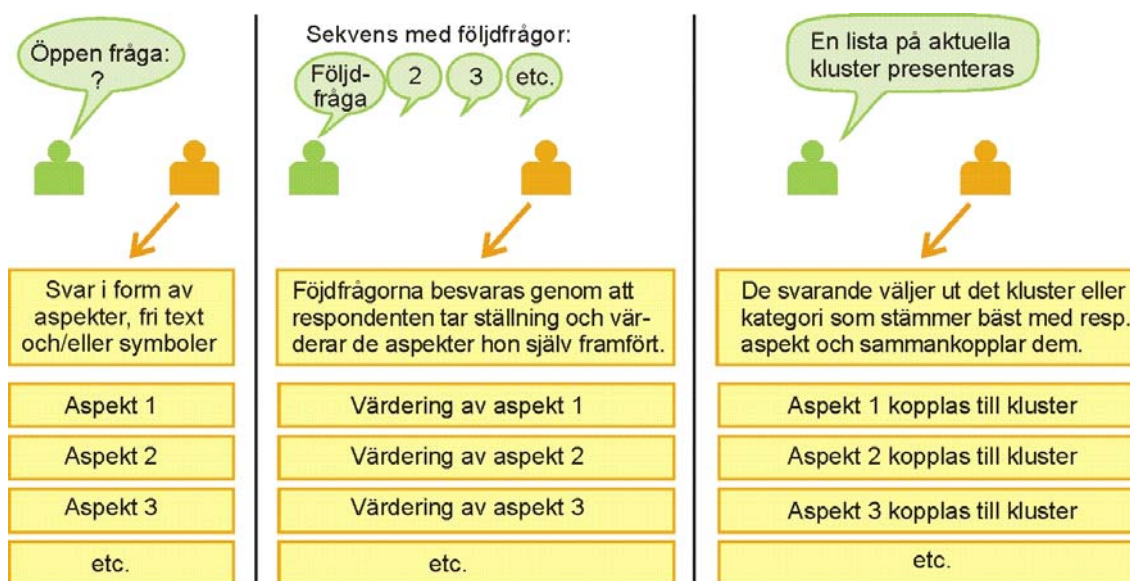 Öppen fråga:
?
Svar i form av
aspekter, fri text
och/eller symboler
Aspekt 1
Aspekt 2
Aspekt 3
etc.
Sekvens med följdfrågor:
Följd-
fråga
2
3
etc.
Föjdfrågorna besvaras genom att
respondenten tar ställning och vär-
derar de aspekter hon själv framfört.
Värdering av aspekt 1
Värdering av aspekt 2
Värdering av aspekt 3
etc.
En lista på aktuella
kluster presenteras
De svarande väljer ut det kluster eller
kategori som stämmer bäst med resp.
aspekt och sammankopplar dem.
Aspekt 1 kopplas till kluster
Aspekt 2 kopplas till kluster
Aspekt 3 kopplas till kluster
etc.